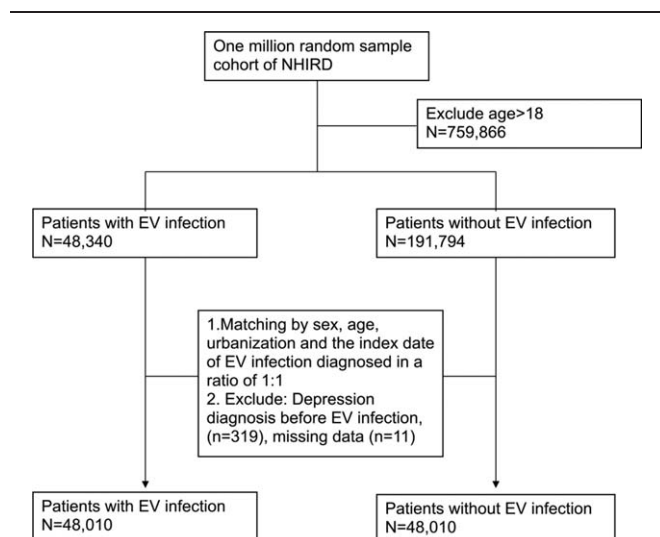 One million random sample
cohort of NHIRD
Exclude age>18
N=759,866
Patients with EV infection
N=48,340
Patients without EV infection
N=191,794
1.Matching by sex, age,
urbanization and the index date
of EV infection diagnosed in a
ratio of 1:1
2. Exclude: Depression
diagnosis before EV infection,
(n=319), missing data (n=11)
Patients with EV infection
N=48,010
Patients without EV infection
N=48,010